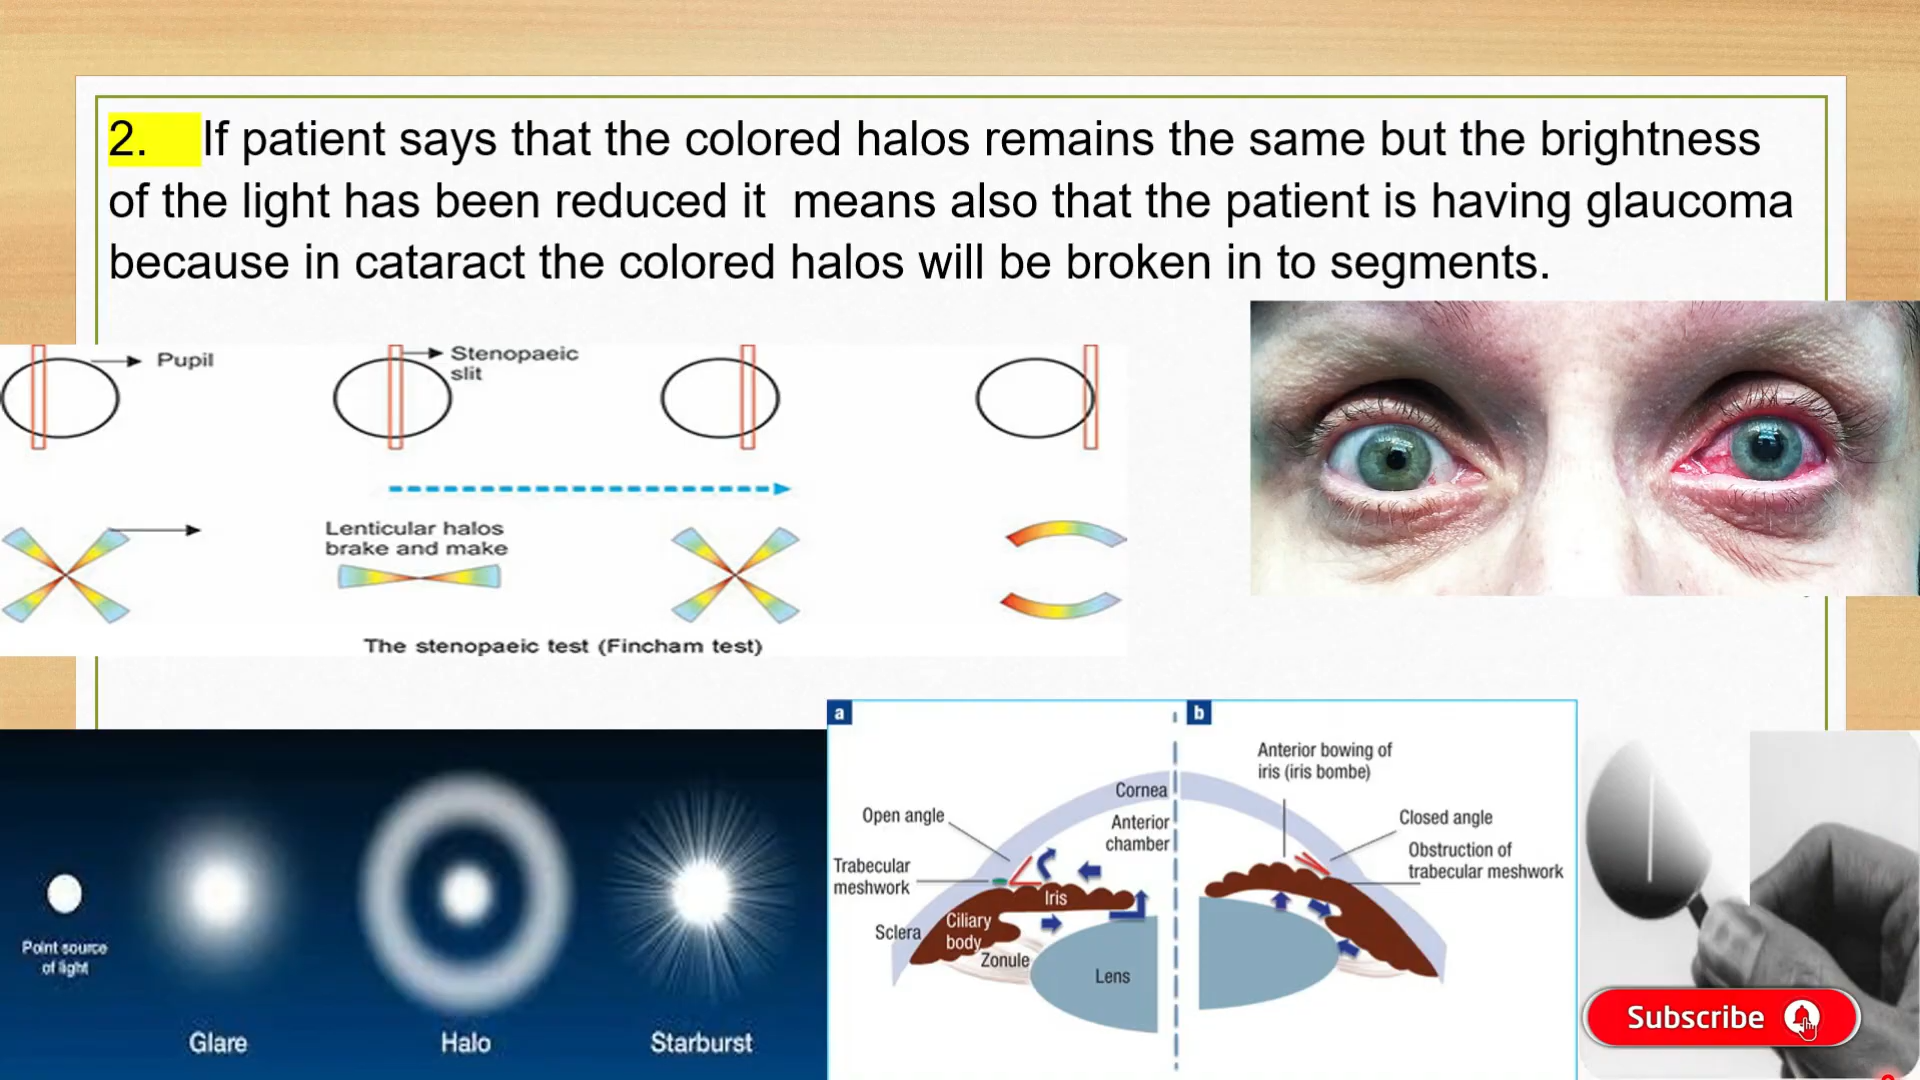 2. If patient says that the colored halos remains the same but the brightness
of the light has been reduced it means also that the patient is having glaucoma
because in cataract the colored halos will be broken in to segments.
Pupil
Stenopaeic
slit
Lenticular halos
brake and make
The stenopaeic test (Fincham test)
Point source
of light
Glare
Halo
Starburst
a
Open angle
Trabecular
meshwork
Sclera
Ciliary
body
Zonule
Iris
Cornea
Anterior
chamber
Lens
b
Anterior bowing of
iris (iris bombe)
Closed angle
Obstruction of
trabecular meshwork
Subscribe